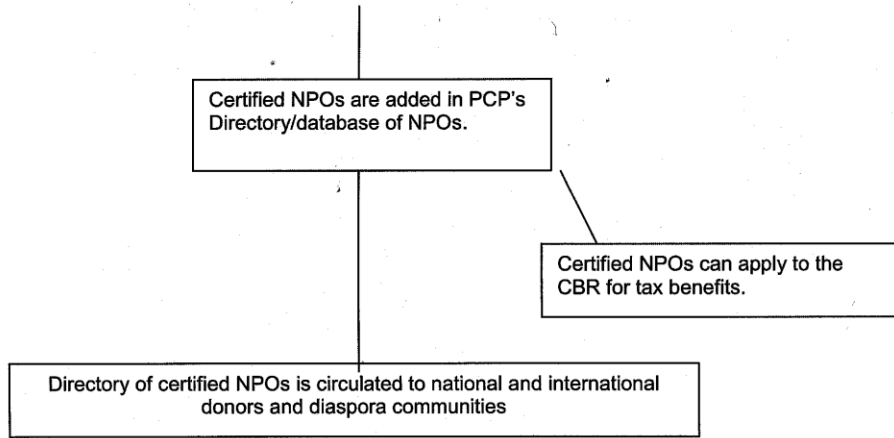 Certified NPOs are added in PCP's
Directory/database of NPOs.
Certified NPOs can apply to the
CBR for tax benefits.
Directory of certified NPOs is circulated to national and international
donors and diaspora communities